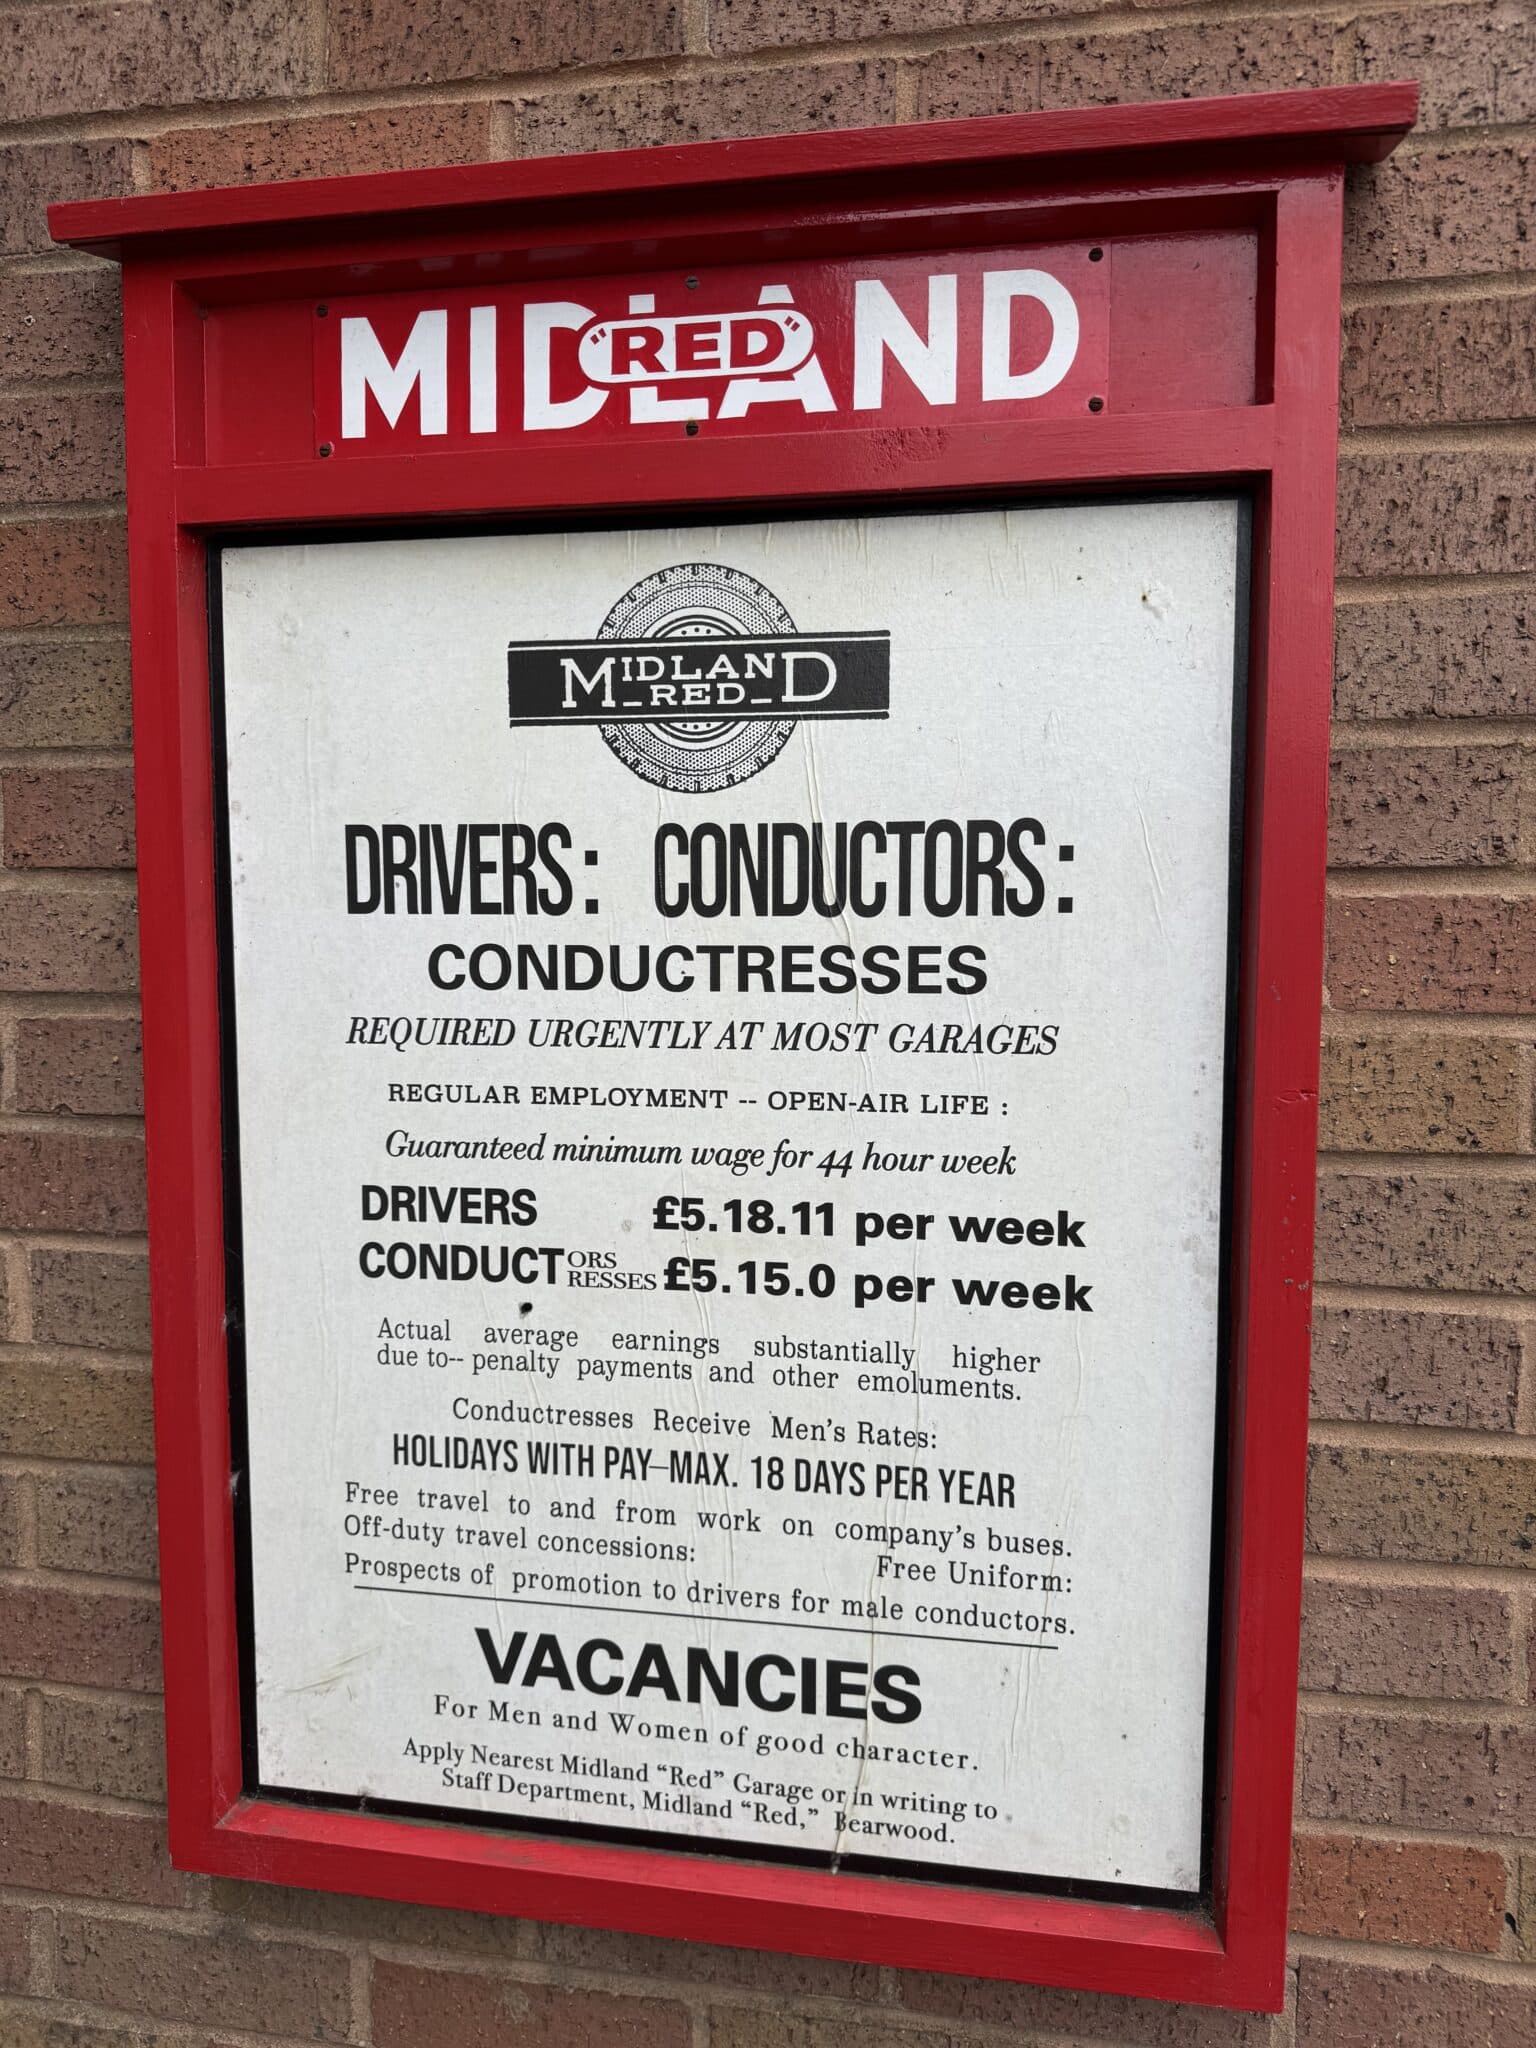 MIDLAND
"RED"
MIDLAND
RED
DRIVERS: CONDUCTORS:
CONDUCTRESSES
REQUIRED URGENTLY AT MOST GARAGES
REGULAR EMPLOYMENT -- OPEN-AIR LIFE :
Guaranteed minimum wage for 44 hour week
DRIVERS £5.18.11 per week
CONDUCTORS RESSES £5.15.0 per week
Actual average earnings substantially higher
due to-- penalty payments and other emoluments.
Conductresses Receive Men's Rates:
HOLIDAYS WITH PAY—MAX. 18 DAYS PER YEAR
Free travel to and from work on company's buses.
Off-duty travel concessions: Free Uniform:
Prospects of promotion to drivers for male conductors.
VACANCIES
For Men and Women of good character.
Apply Nearest Midland "Red" Garage or in writing to
Staff Department, Midland "Red," Bearwood.